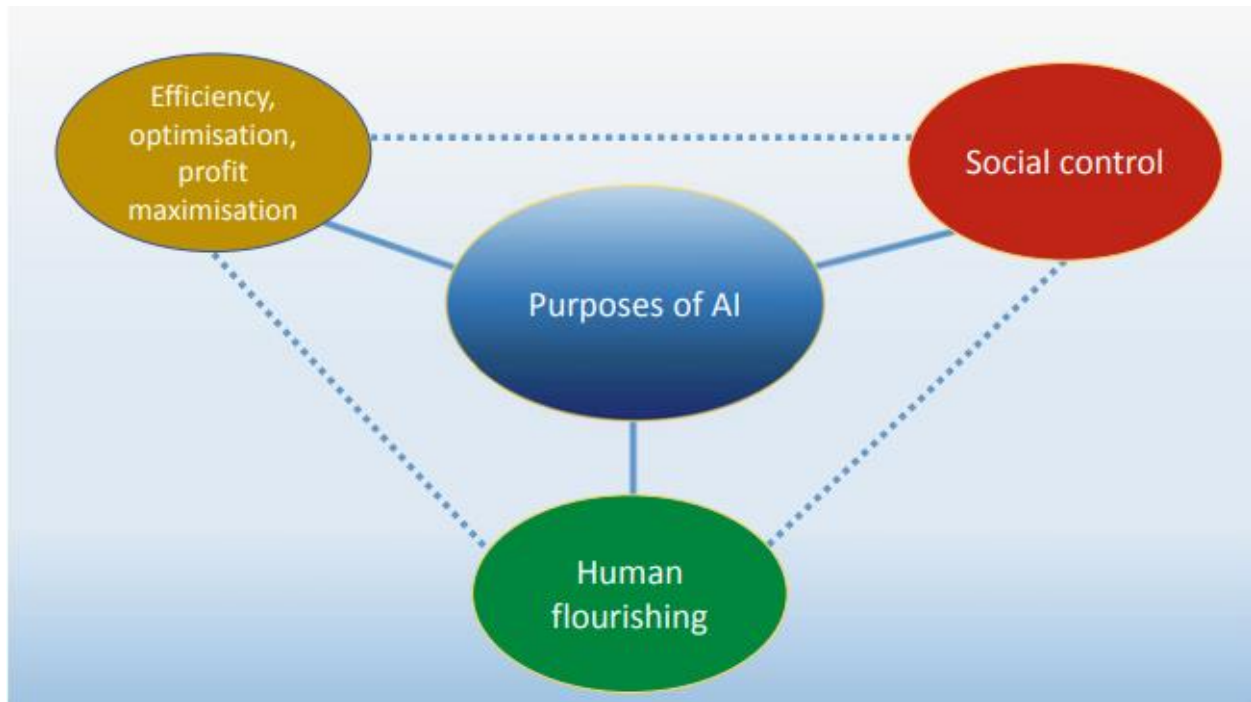 Efficiency,
optimisation,
profit
maximisation
Social control
Purposes of AI
Human
flourishing